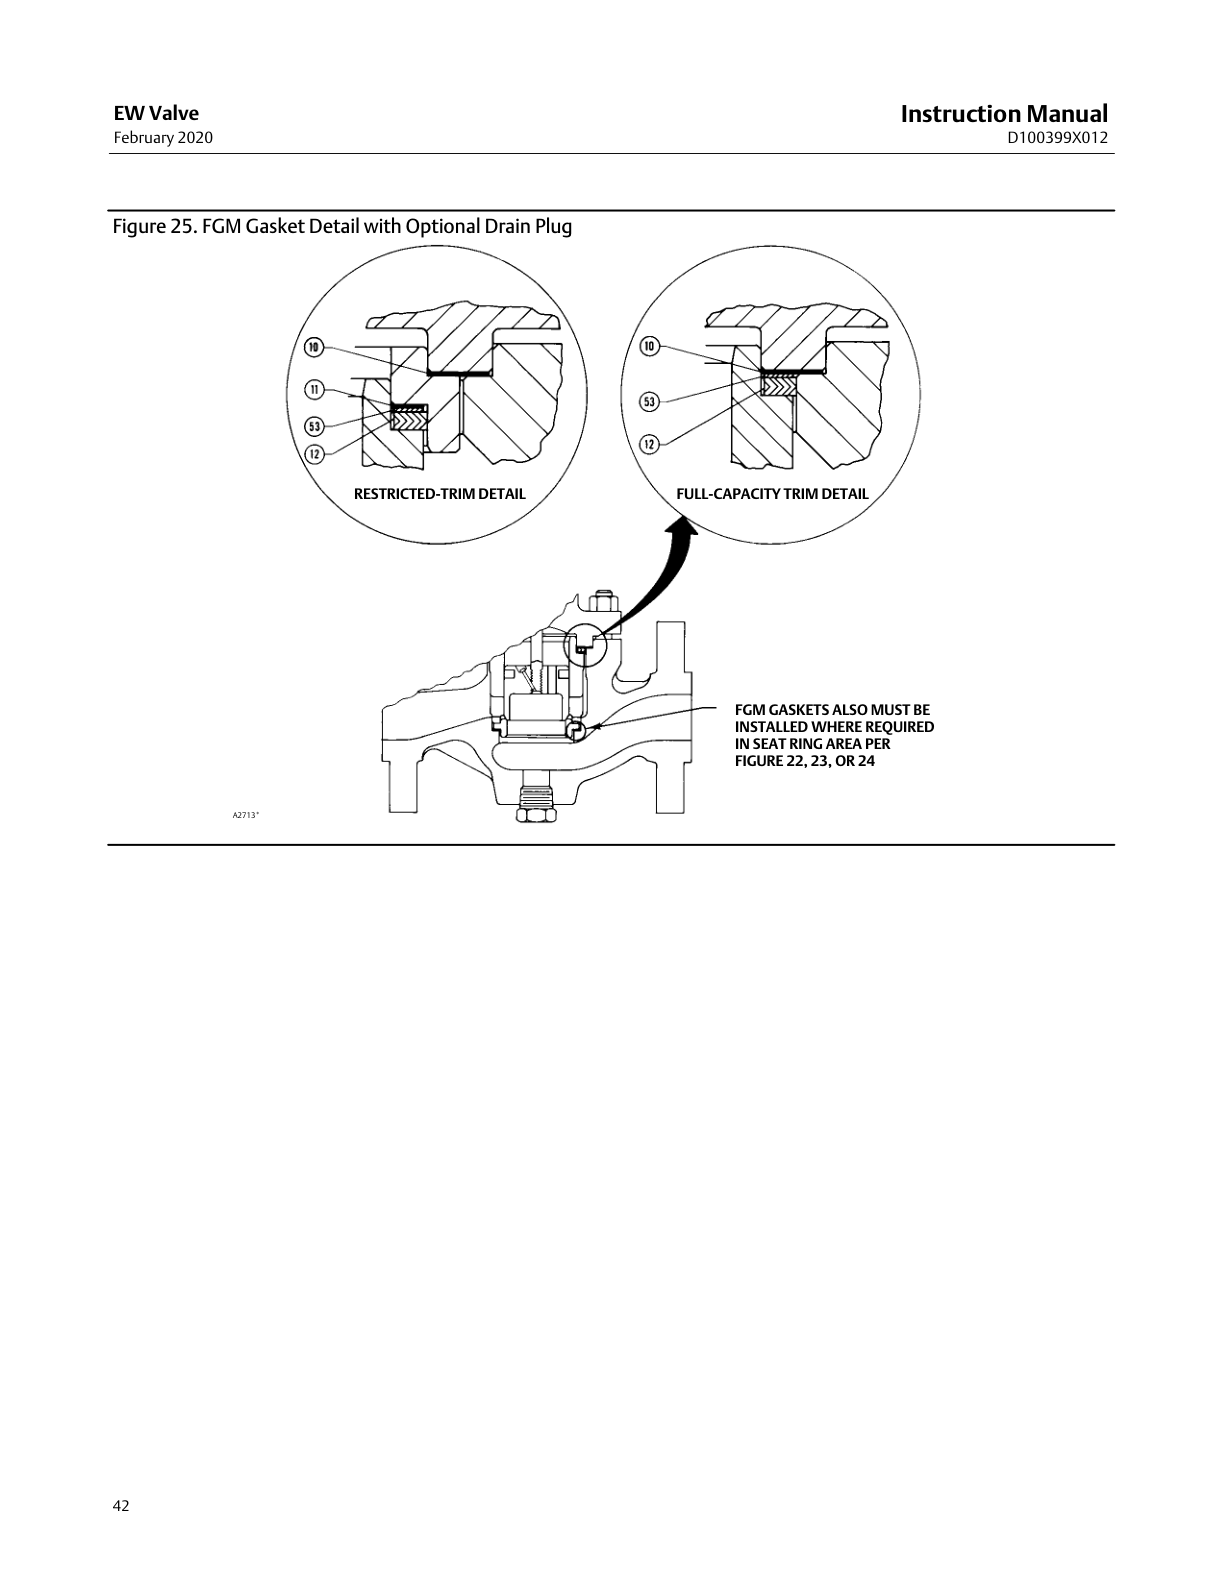 EW Valve
February 2020
Instruction Manual
D100399X012
Figure 25. FGM Gasket Detail with Optional Drain Plug
10
11
53
12
RESTRICTED-TRIM DETAIL
10
53
12
FULL-CAPACITY TRIM DETAIL
FGM GASKETS ALSO MUST BE
INSTALLED WHERE REQUIRED
IN SEAT RING AREA PER
FIGURE 22, 23, OR 24
A2713*
42